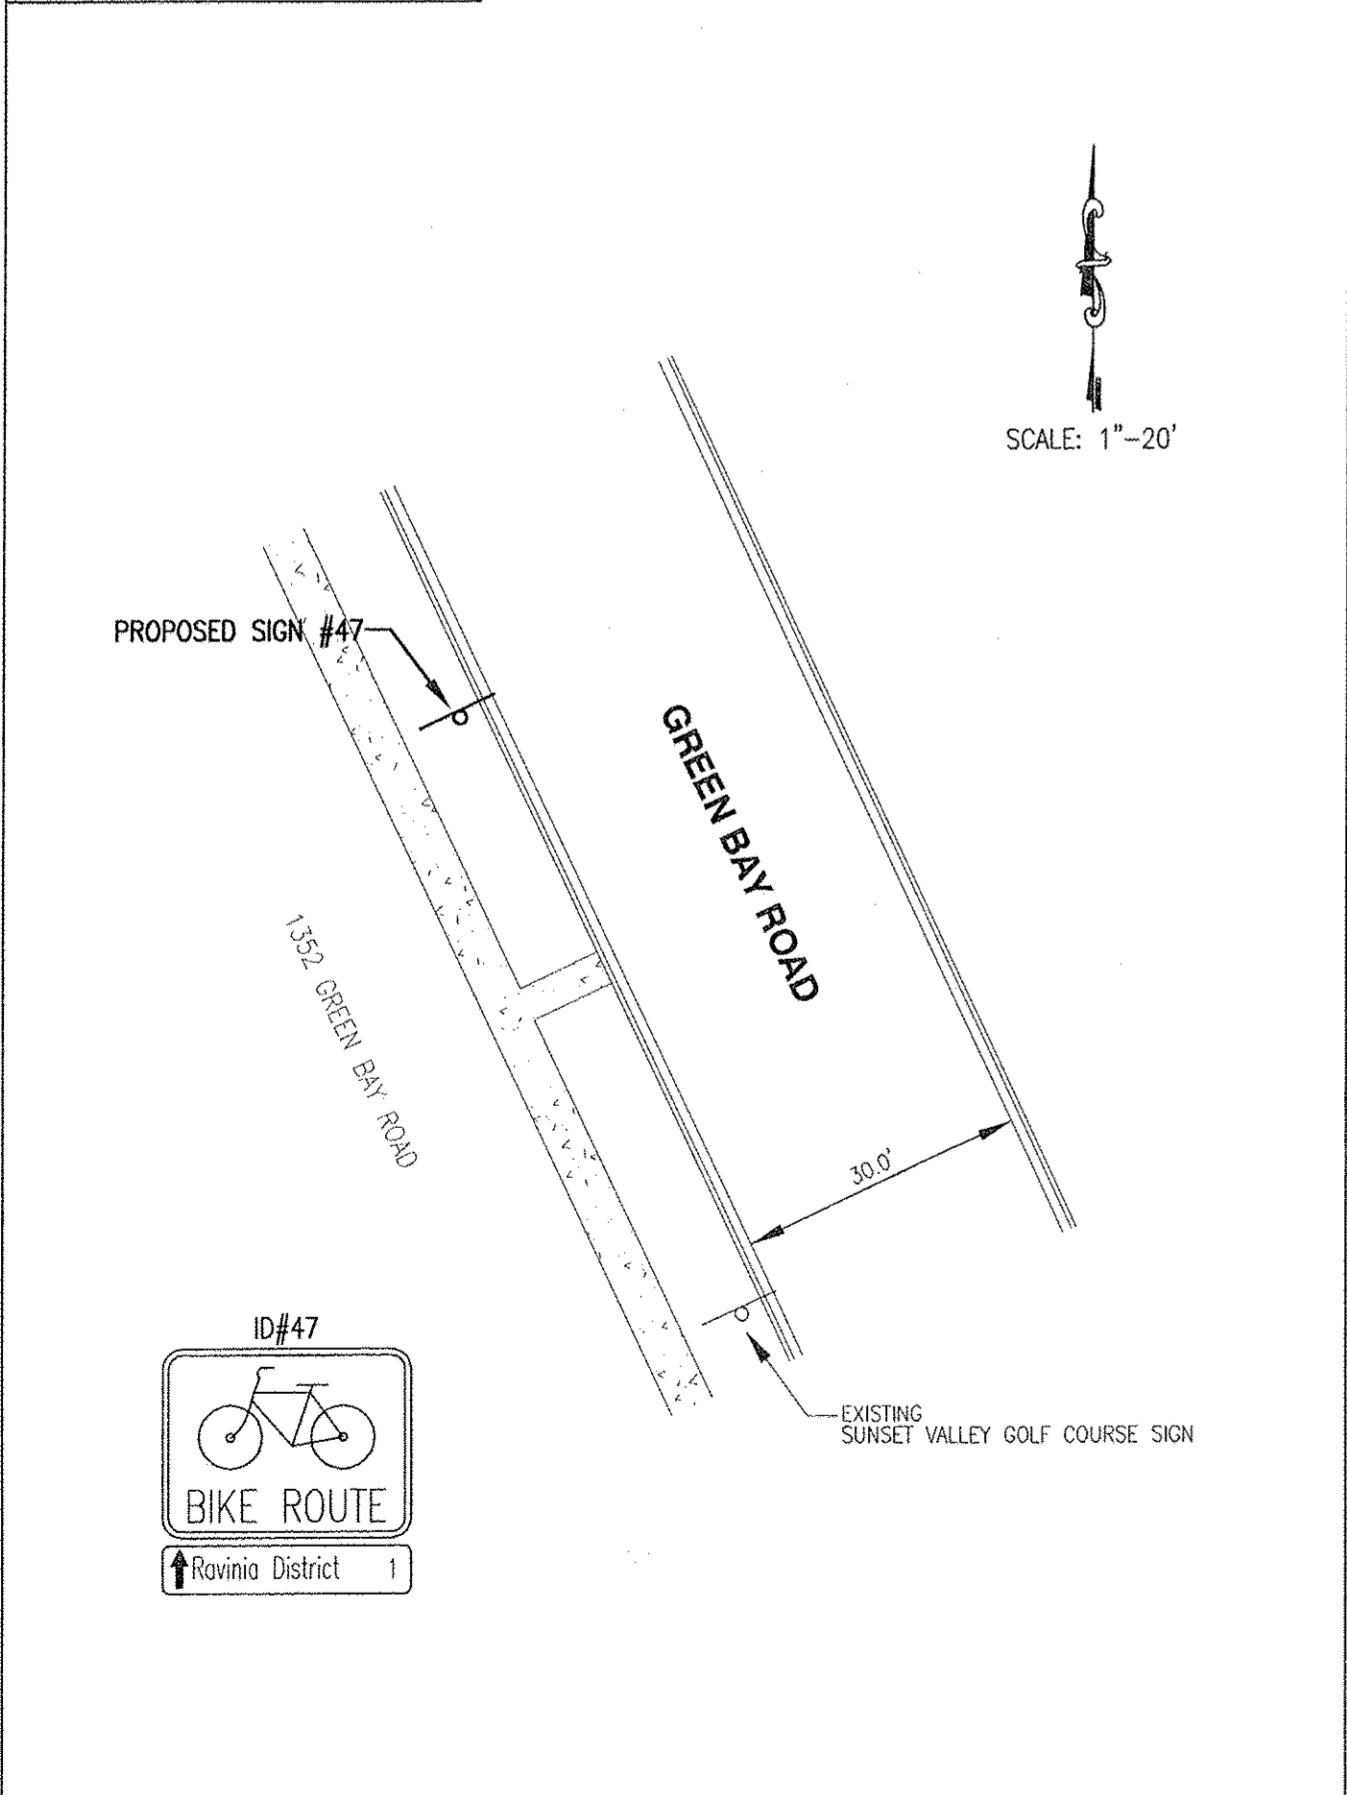 SCALE: 1"-20'
PROPOSED SIGN #47
GREEN BAY ROAD
1352 GREEN BAY ROAD
30.0'
ID#47
BIKE ROUTE
Ravinia District 1
EXISTING
SUNSET VALLEY GOLF COURSE SIGN